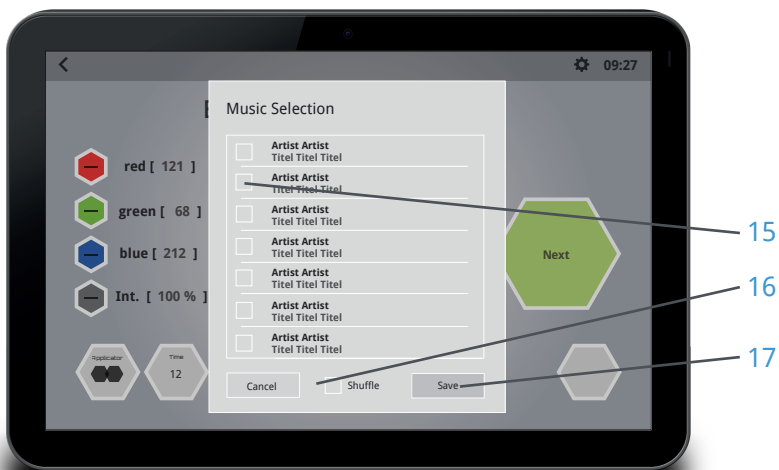 09:27
Music Selection
Artist Artist
Titel Titel Titel
Artist Artist
Titel Titel Titel
Artist Artist
Titel Titel Titel
Artist Artist
Titel Titel Titel
Artist Artist
Titel Titel Titel
Artist Artist
Titel Titel Titel
Artist Artist
Titel Titel Titel
Cancel
Shuffle
Save
red [ 121 ]
green [ 68 ]
blue [ 212 ]
Int. [ 100 % ]
Applicator
Time
12
Next
15
16
17